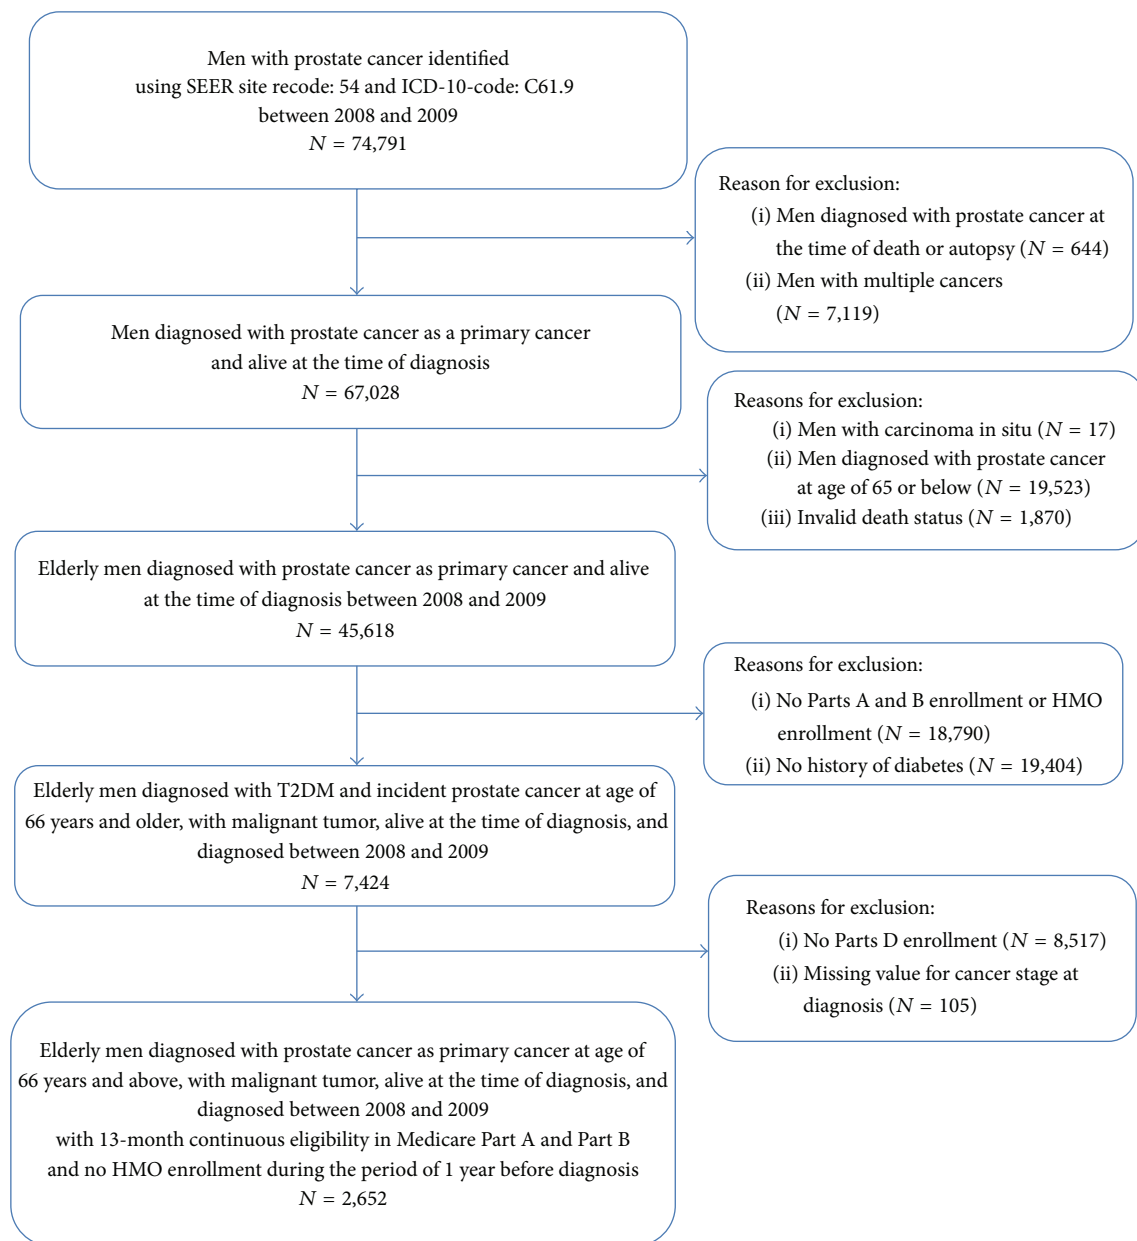 Men with prostate cancer identified
using SEER site recode: 54 and ICD-10-code: C61.9
between 2008 and 2009
N = 74,791
Reason for exclusion:
(i) Men diagnosed with prostate cancer at
the time of death or autopsy (N = 644)
(ii) Men with multiple cancers
(N = 7,119)
Men diagnosed with prostate cancer as a primary cancer
and alive at the time of diagnosis
N = 67,028
Reasons for exclusion:
(i) Men with carcinoma in situ (N = 17)
(ii) Men diagnosed with prostate cancer
at age of 65 or below (N = 19,523)
(iii) Invalid death status (N = 1,870)
Elderly men diagnosed with prostate cancer as primary cancer and alive
at the time of diagnosis between 2008 and 2009
N = 45,618
Reasons for exclusion:
(i) No Parts A and B enrollment or HMO
enrollment (N = 18,790)
(ii) No history of diabetes (N = 19,404)
Elderly men diagnosed with T2DM and incident prostate cancer at age of
66 years and older, with malignant tumor, alive at the time of diagnosis, and
diagnosed between 2008 and 2009
N = 7,424
Reasons for exclusion:
(i) No Parts D enrollment (N = 8,517)
(ii) Missing value for cancer stage at
diagnosis (N = 105)
Elderly men diagnosed with prostate cancer as primary cancer at age of
66 years and above, with malignant tumor, alive at the time of diagnosis, and
diagnosed between 2008 and 2009
with 13-month continuous eligibility in Medicare Part A and Part B
and no HMO enrollment during the period of 1 year before diagnosis
N = 2,652